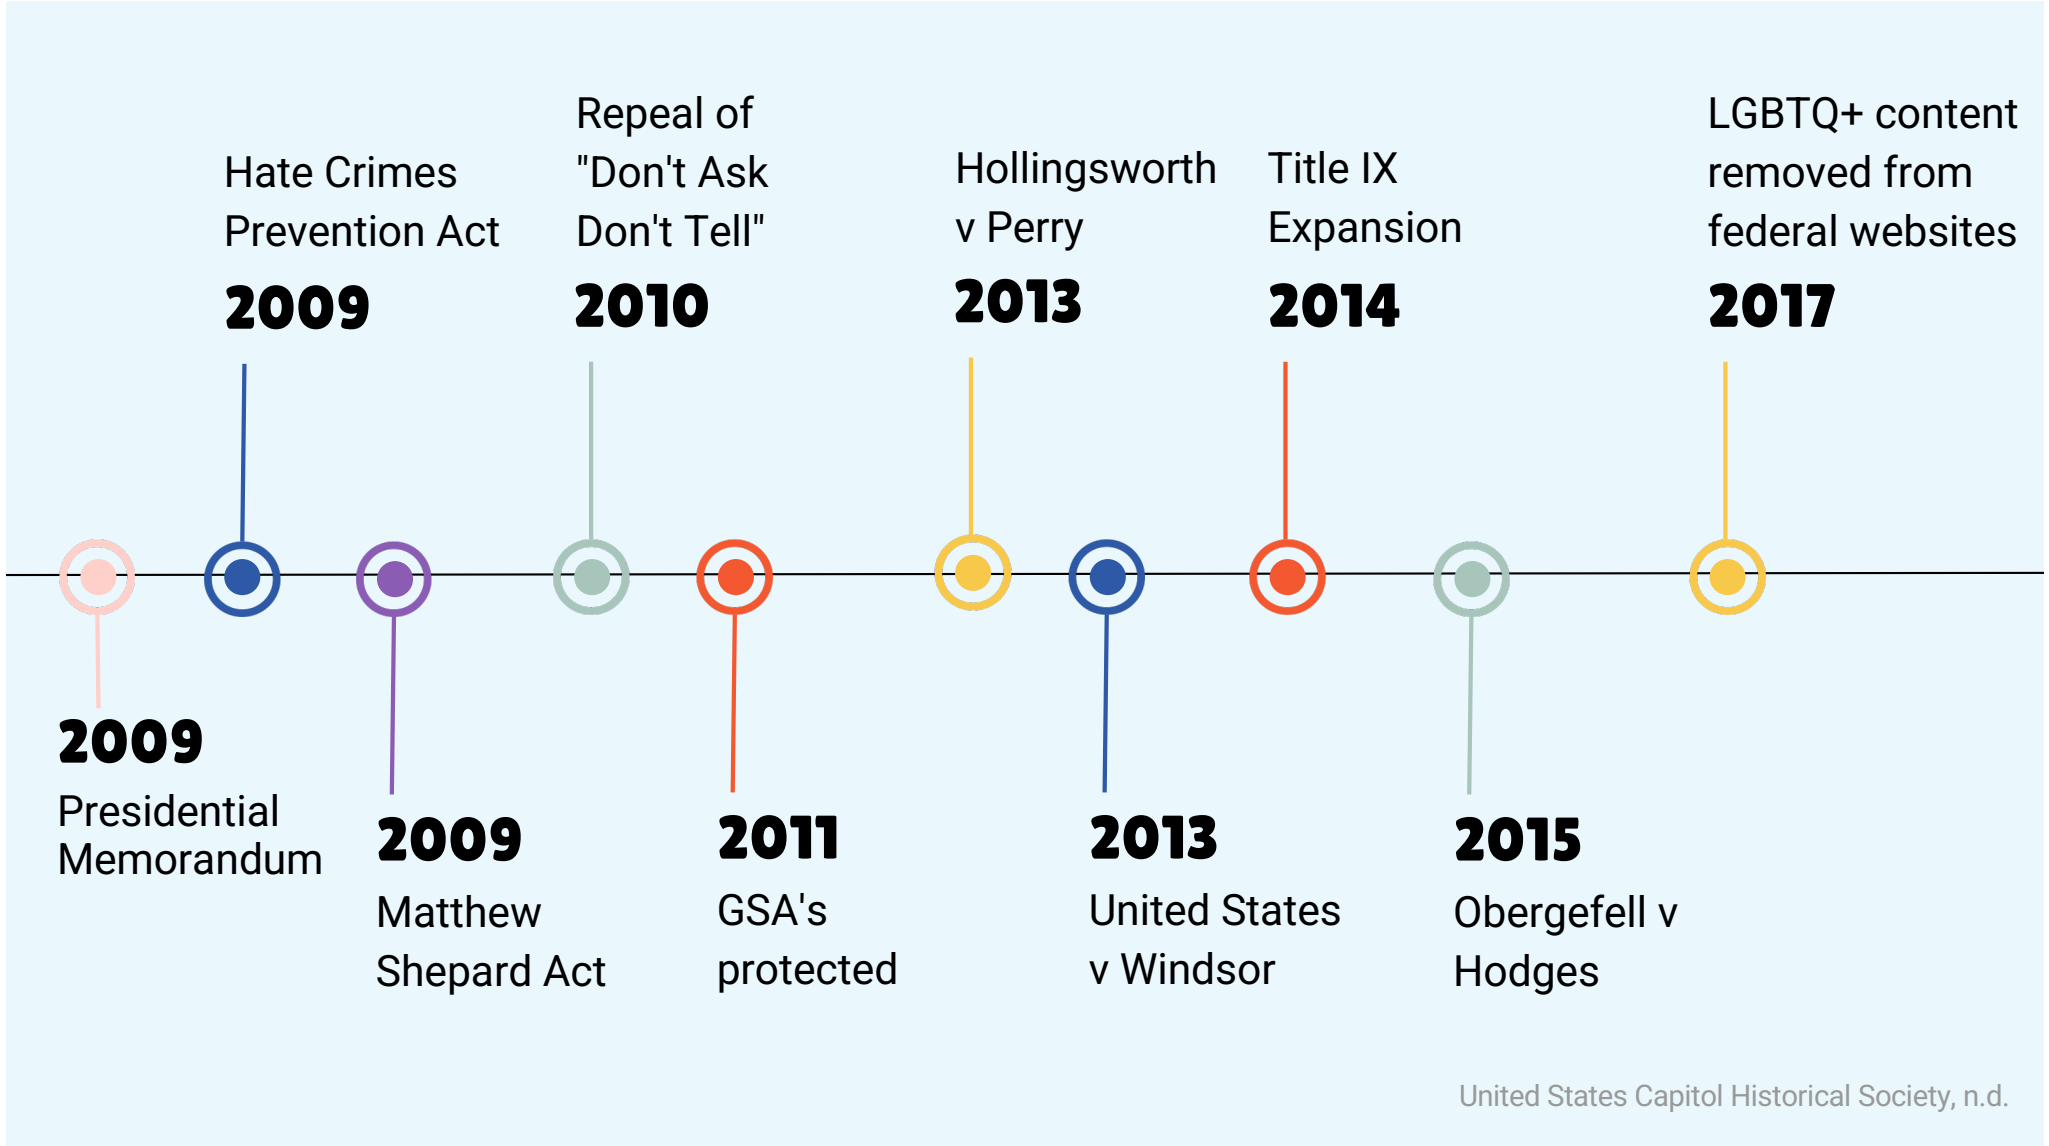 Hate Crimes
Prevention Act
2009
Repeal of
"Don't Ask
Don't Tell"
2010
Hollingsworth
v Perry
2013
Title IX
Expansion
2014
LGBTQ+ content
removed from
federal websites
2017
2009
Presidential
Memorandum
2009
Matthew
Shepard Act
2011
GSA's
protected
2013
United States
v Windsor
2015
Obergefell v
Hodges
United States Capitol Historical Society, n.d.